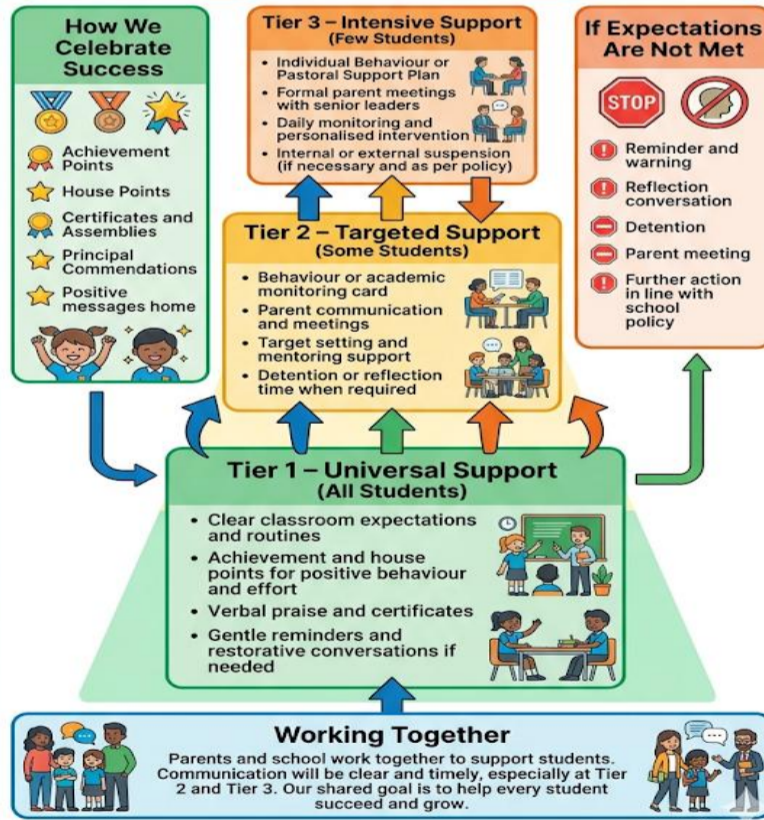 How We
Celebrate
Success
Achievement
Points
House Points
Certificates and
Assemblies
Principal
Commendations
Positive
messages home
Tier 3 – Intensive Support
(Few Students)
• Individual Behaviour or
Pastoral Support Plan
• Formal parent meetings
with senior leaders
• Daily monitoring and
personalised intervention
• Internal or external suspension
(if necessary and as per policy)
If Expectations
Are Not Met
STOP
Reminder and
warning
Reflection
conversation
Detention
Parent meeting
Further action
in line with
school
policy
Tier 2 – Targeted Support
(Some Students)
• Behaviour or academic
monitoring card
• Parent communication
and meetings
• Target setting and
mentoring support
• Detention or reflection
time when required
Tier 1 – Universal Support
(All Students)
• Clear classroom expectations
and routines
• Achievement and house
points for positive behaviour
and effort
• Verbal praise and certificates
• Gentle reminders and
restorative conversations if
needed
Working Together
Parents and school work together to support students.
Communication will be clear and timely, especially at Tier
2 and Tier 3. Our shared goal is to help every student
succeed and grow.